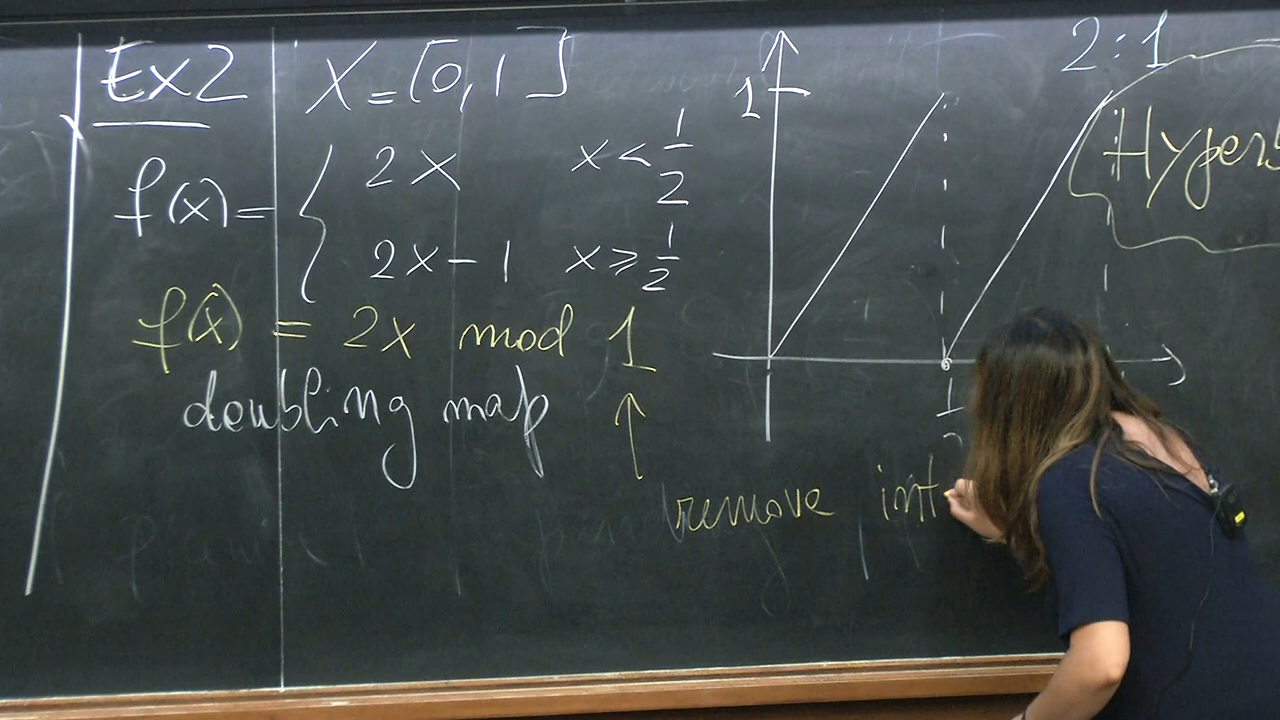 Ex2 X = [0,1]
f(x) = { 2x x < 1/2
2x - 1 x ≥ 1/2
f(x) = 2x mod 1
doubling map ↑
remove int
1
1
2:1